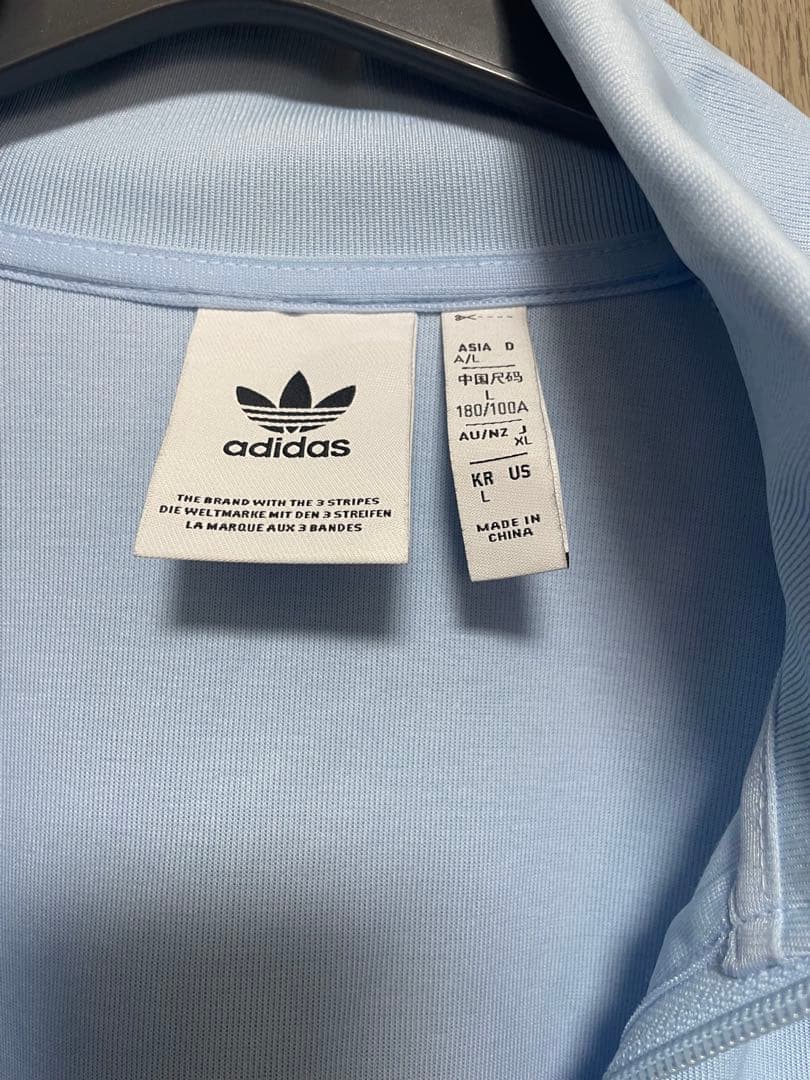 adidas
THE BRAND WITH THE 3 STRIPES
DIE WELTMARKE MIT DEN 3 STREIFEN
LA MARQUE AUX 3 BANDES
ASIA D
A/L
中国尺码
L
180/100A
AU/NZ J
XL
KR US
L
MADE IN
CHINA